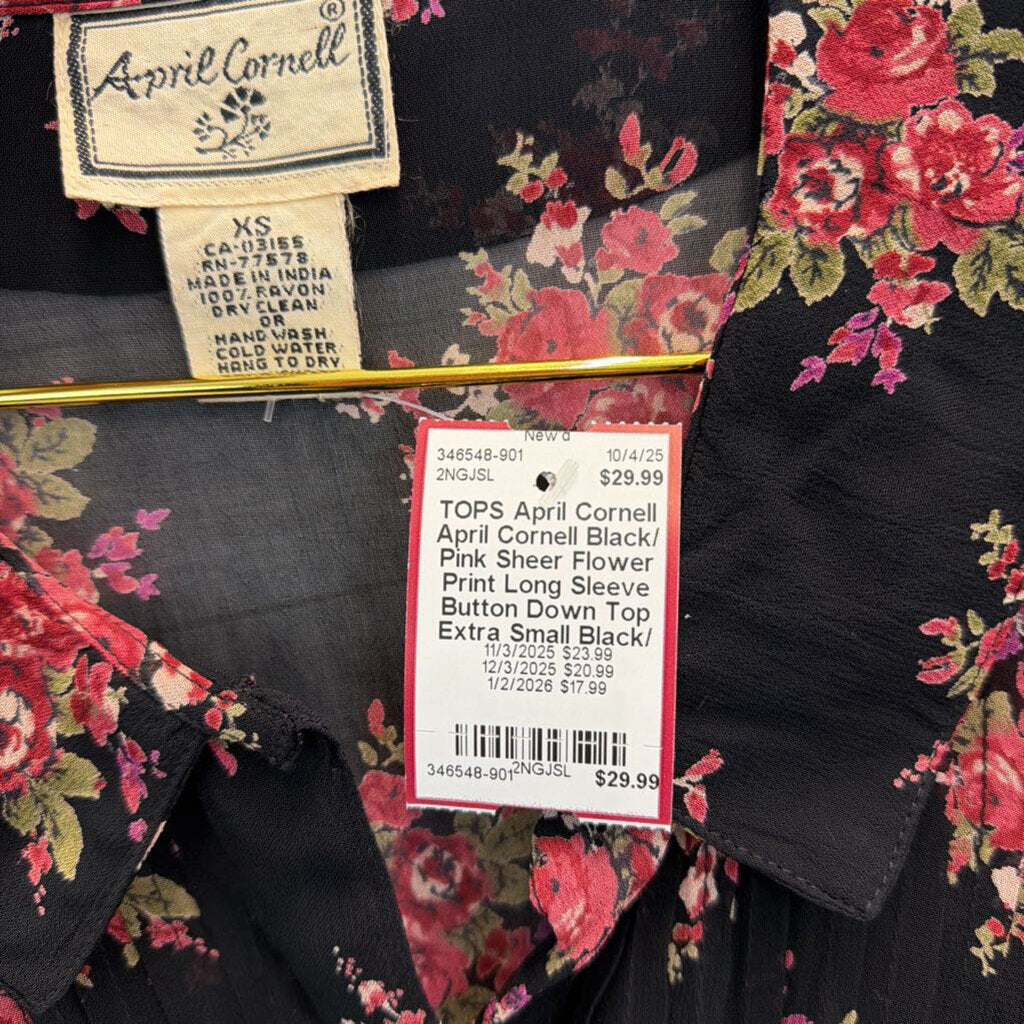 April Cornell®
XS
CA-03155
RN-77578
MADE IN INDIA
100% RAYON
DRY CLEAN
OR
HAND WASH
COLD WATER
HANG TO DRY
346548-901 10/4/25
2NGJSL $29.99
TOPS April Cornell
April Cornell Black/
Pink Sheer Flower
Print Long Sleeve
Button Down Top
Extra Small Black/
11/3/2025 $23.99
12/3/2025 $20.99
1/2/2026 $17.99
346548-901 2NGJSL $29.99